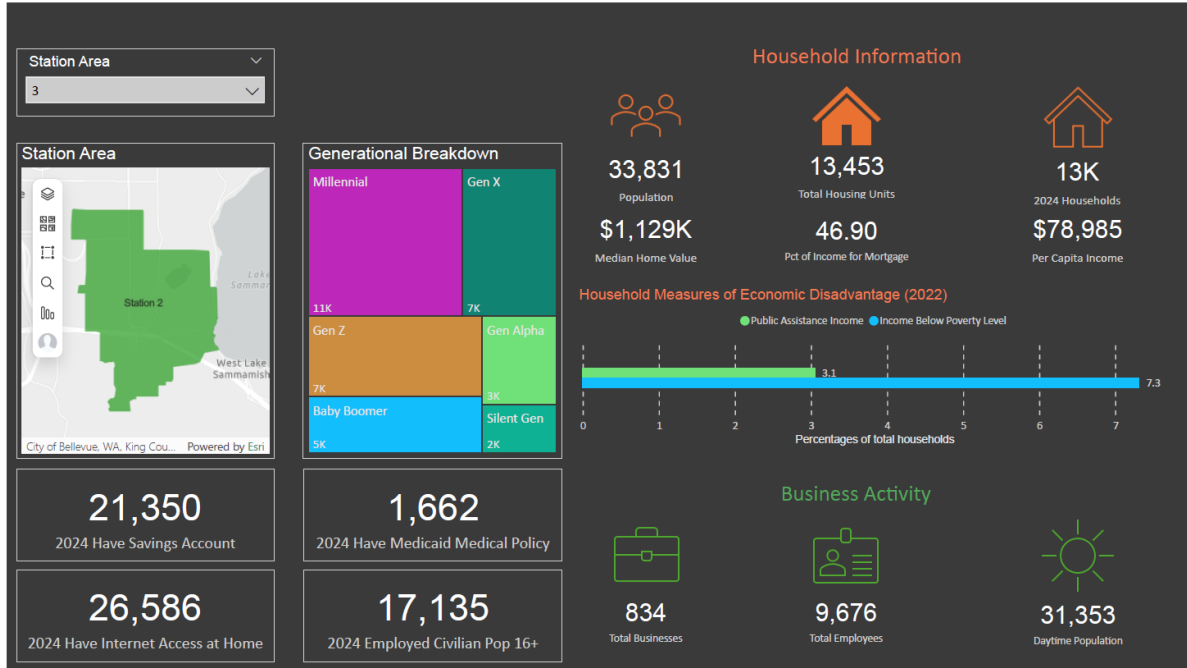 Station Area
3
Station Area
Station 2
Lake
Sammar
West Lake
Sammamish
City of Bellevue, WA, King Cou... Powered by Esri
Generational Breakdown
Millennial
11K
Gen X
7K
Gen Z
7K
Gen Alpha
3K
Baby Boomer
5K
Silent Gen
2K
21,350
2024 Have Savings Account
1,662
2024 Have Medicaid Medical Policy
26,586
2024 Have Internet Access at Home
17,135
2024 Employed Civilian Pop 16+
Household Information
33,831
Population
13,453
Total Housing Units
13K
2024 Households
$1,129K
Median Home Value
46.90
Pct of Income for Mortgage
$78,985
Per Capita Income
Household Measures of Economic Disadvantage (2022)
Public Assistance Income Income Below Poverty Level
3.1
7.3
0 1 2 3 4 5 6 7
Percentages of total households
Business Activity
834
Total Businesses
9,676
Total Employees
31,353
Daytime Population